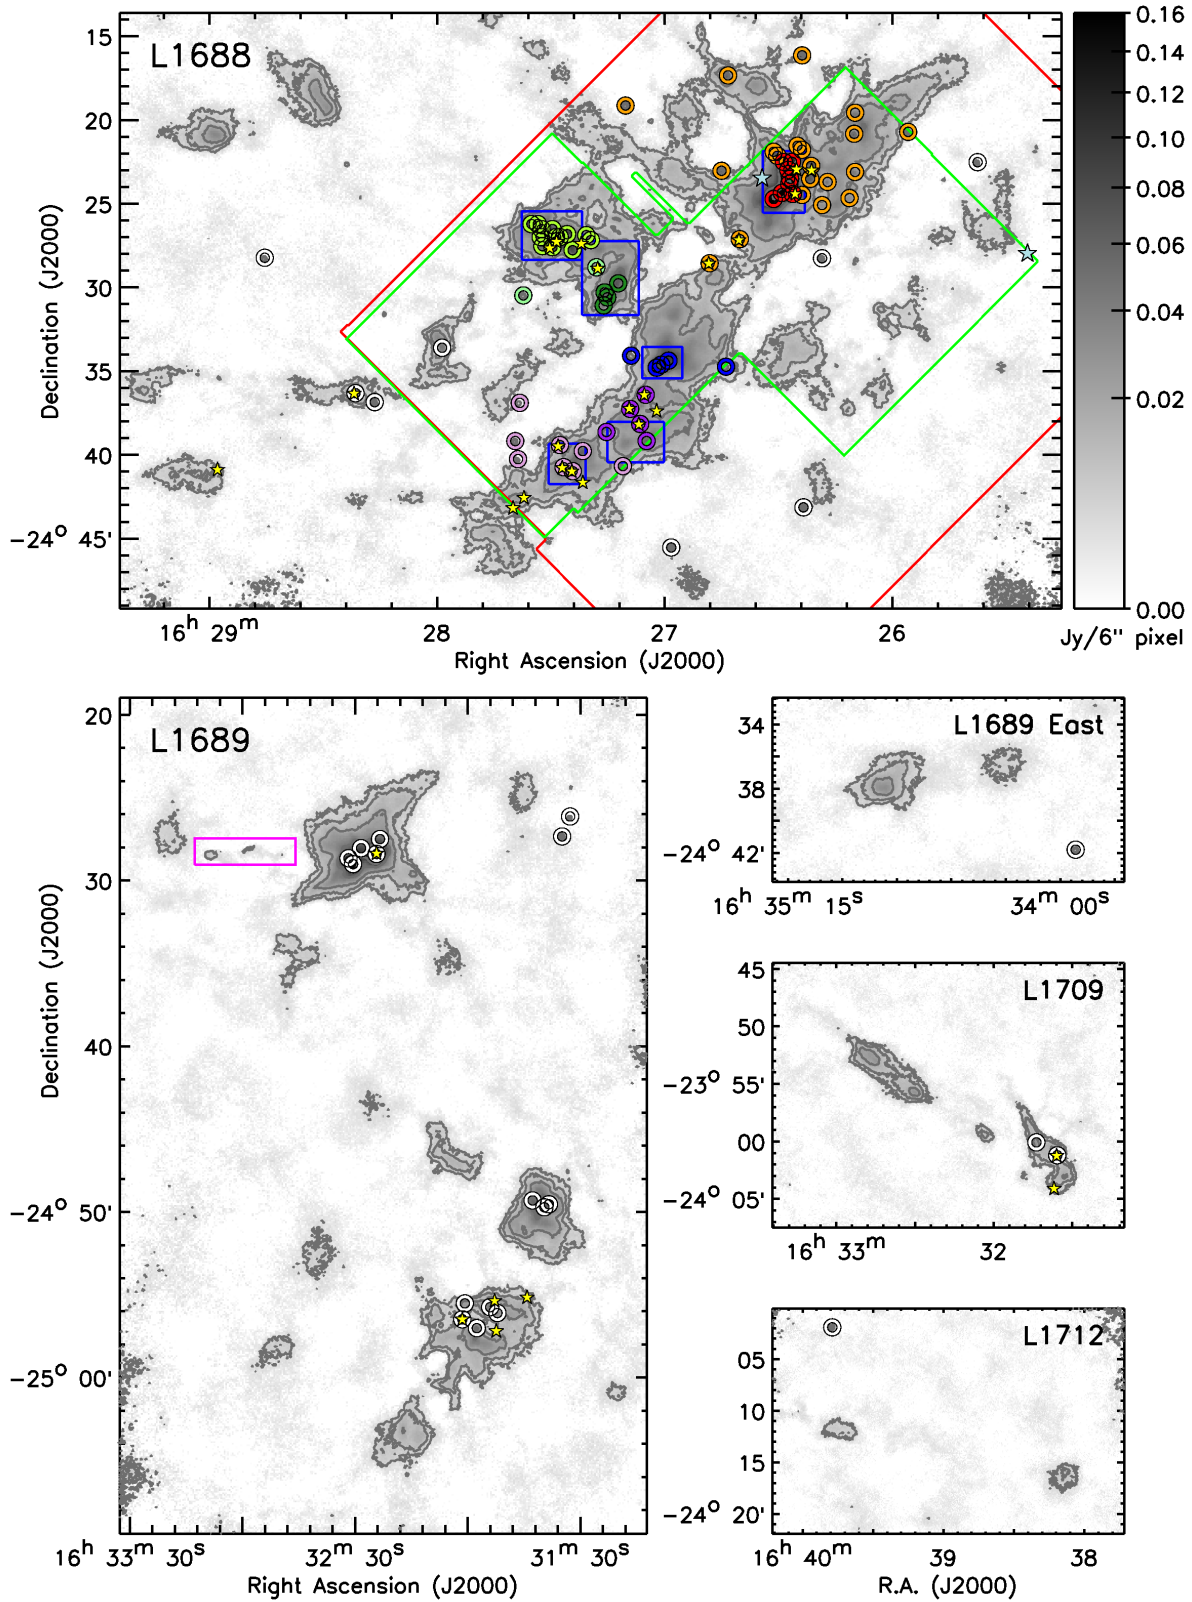 L1688
15
20
25
30
35
40
−24° 45'
Declination (J2000)
16ʰ 29ᵐ
28
27
26
Right Ascension (J2000)
0.16
0.14
0.12
0.10
0.08
0.06
0.04
0.02
0.00
Jy/6" pixel
L1689
20
30
40
−24° 50'
−25° 00'
Declination (J2000)
16ʰ 33ᵐ 30ˢ
32ᵐ 30ˢ
31ᵐ 30ˢ
Right Ascension (J2000)
L1689 East
34
38
−24° 42'
16ʰ 35ᵐ 15ˢ
34ᵐ 00ˢ
L1709
45
50
−23° 55'
00
−24° 05'
16ʰ 33ᵐ
32
L1712
05
10
15
−24° 20'
16ʰ 40ᵐ
39
38
R.A. (J2000)